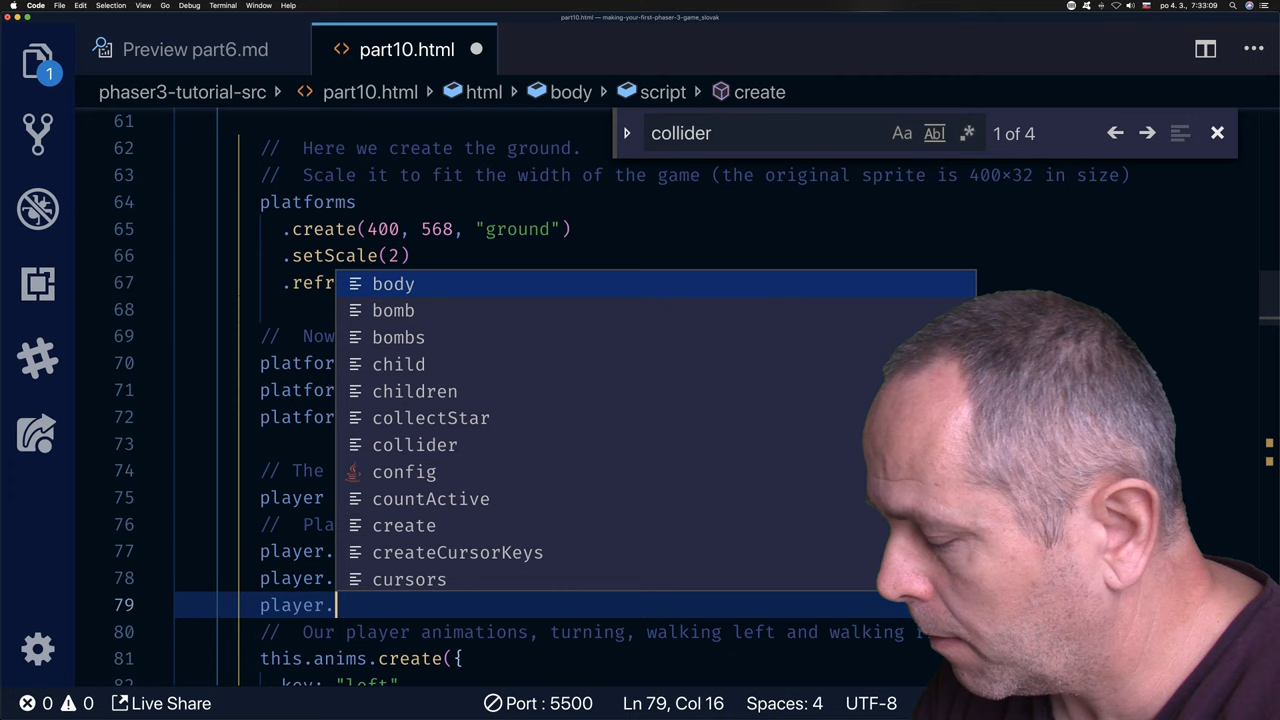 Code File Edit Selection View Go Debug Terminal Window Help po 4. 3., 7:33:09
part10.html — making-your-first-phaser-3-game_slovak
Preview part6.md part10.html
phaser3-tutorial-src part10.html html body script create
collider Aa Abl .* 1 of 4
1
61
62 // Here we create the ground.
63 // Scale it to fit the width of the game (the original sprite is 400×32 in size)
64 platforms
65 .create(400, 568, "ground")
66 .setScale(2)
67 .refr
68
69 // Now
70 platfor
71 platfor
72 platfor
73
74 // The
75 player
76 // Pla
77 player.
78 player.
79 player.
80 // Our player animations, turning, walking left and walking
81 this.anims.create({
82 key: "left"
body
bomb
bombs
child
children
collectStar
collider
config
countActive
create
createCursorKeys
cursors
0 0 Live Share Port : 5500 Ln 79, Col 16 Spaces: 4 UTF-8